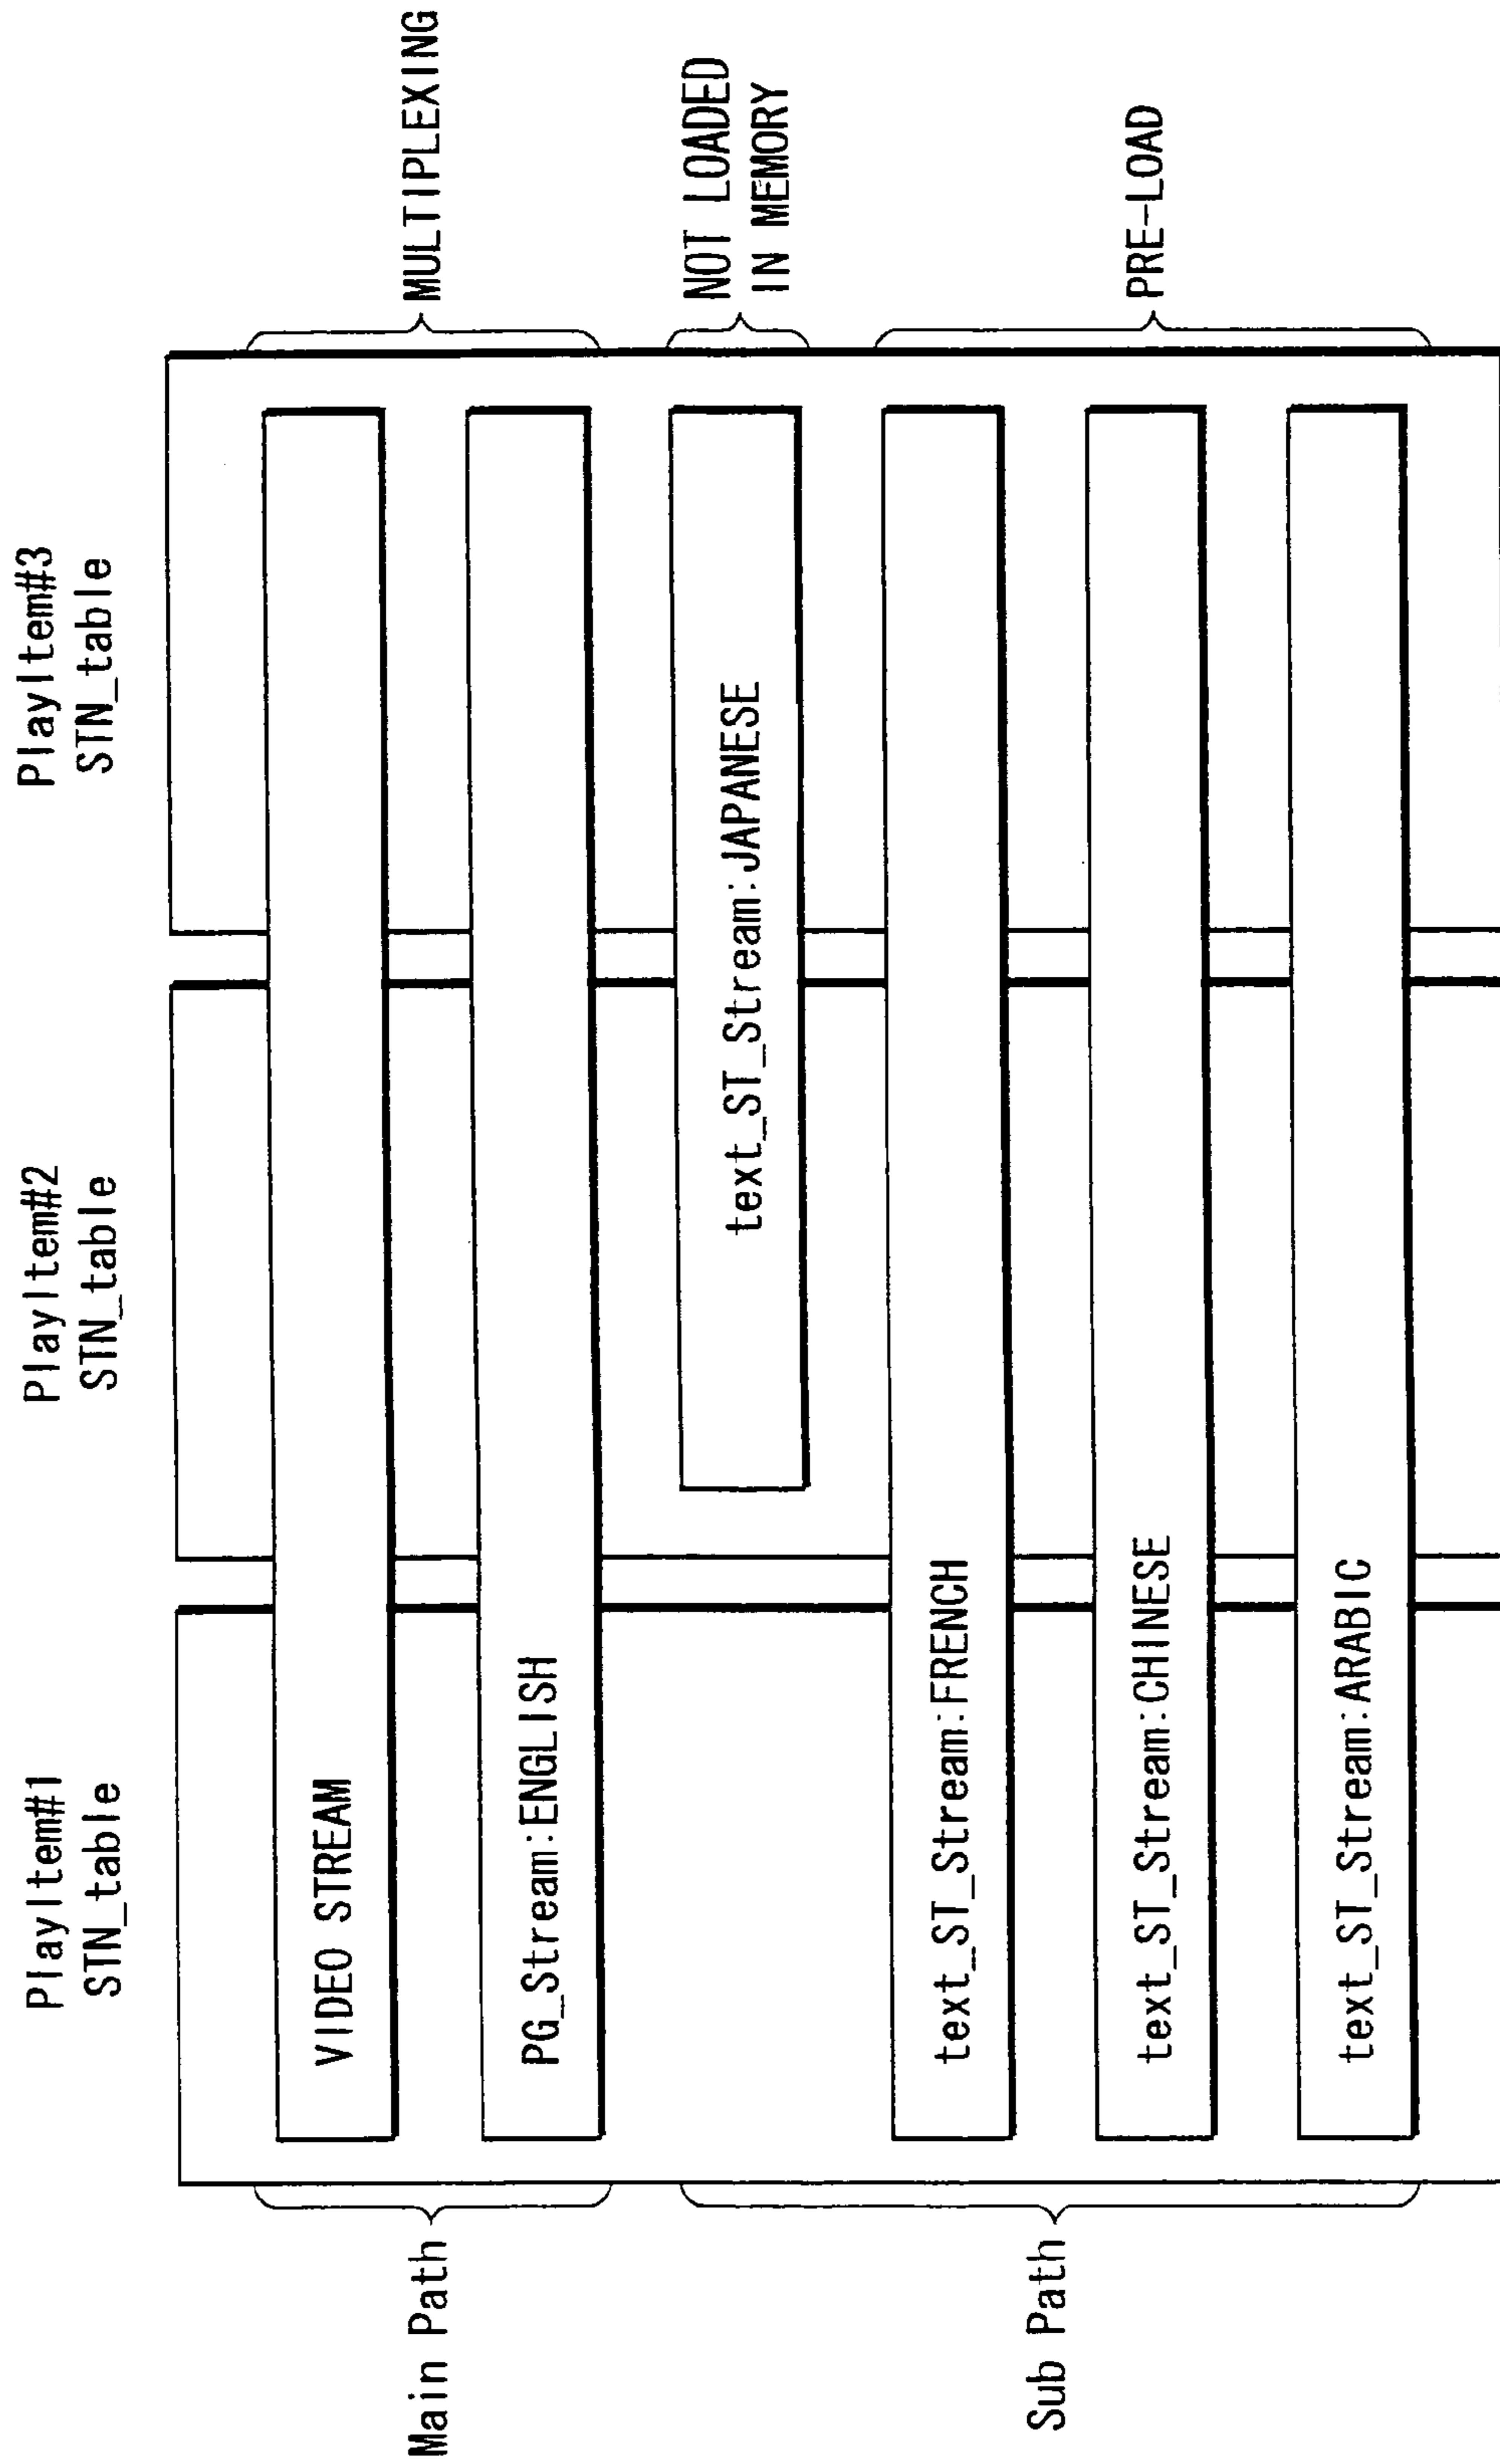 PlayItem#1
STN_table
PlayItem#2
STN_table
PlayItem#3
STN_table
Main Path
VIDEO STREAM
PG_Stream:ENGLISH
MULTIPLEXING
Sub Path
text_ST_Stream:JAPANESE
NOT LOADED
IN MEMORY
text_ST_Stream:FRENCH
text_ST_Stream:CHINESE
text_ST_Stream:ARABIC
PRE-LOAD